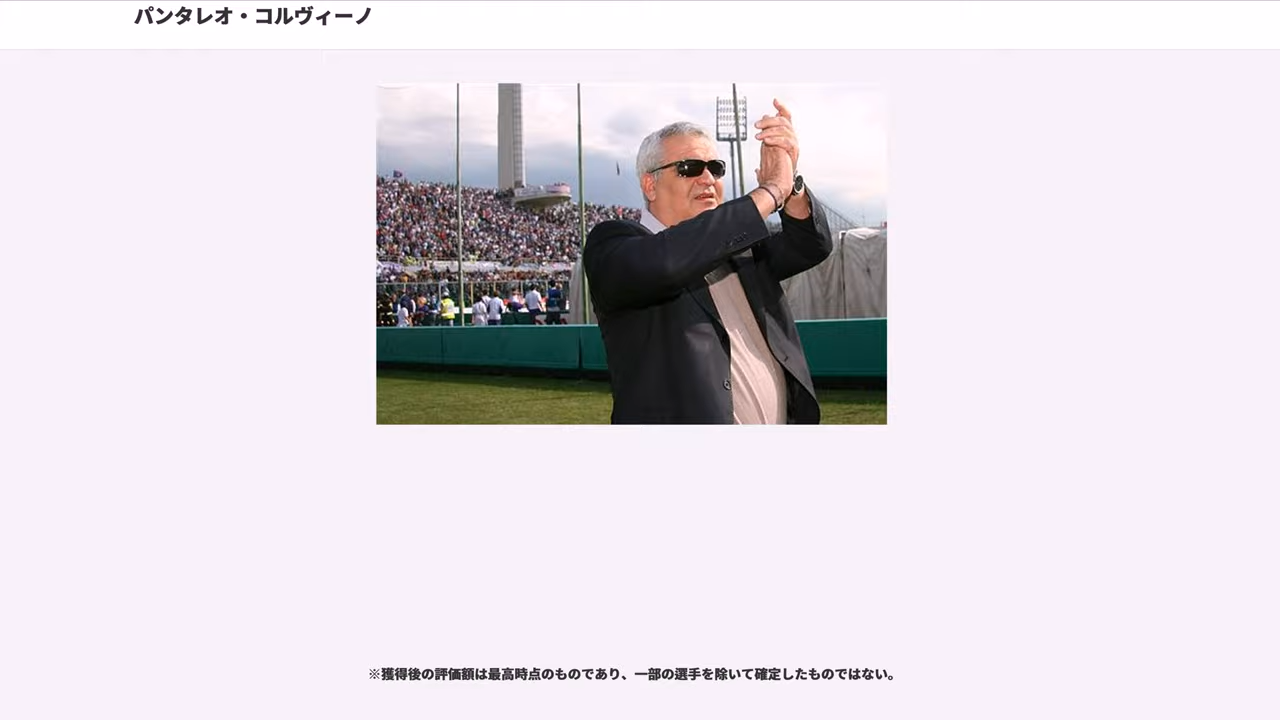 パンタレオ・コルヴィーノ
※獲得後の評価額は最高時点のものであり、一部の選手を除いて確定したものではない。